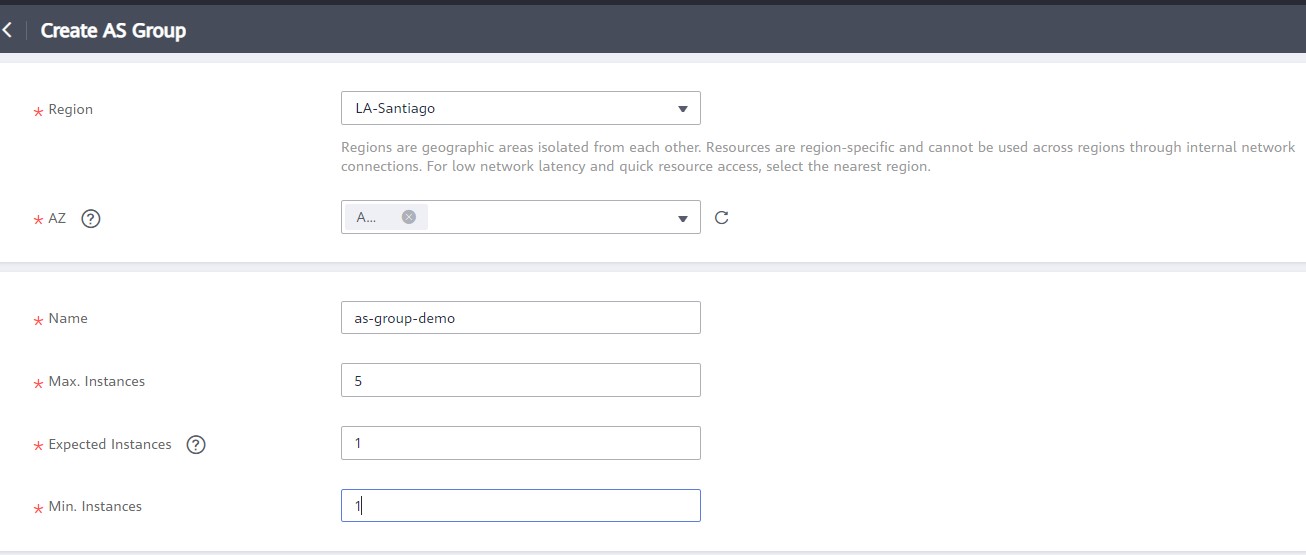 Create AS Group
* Region
LA-Santiago
Regions are geographic areas isolated from each other. Resources are region-specific and cannot be used across regions through internal network
connections. For low network latency and quick resource access, select the nearest region.
* AZ ?
A...
* Name
as-group-demo
* Max. Instances
5
* Expected Instances ?
1
* Min. Instances
1